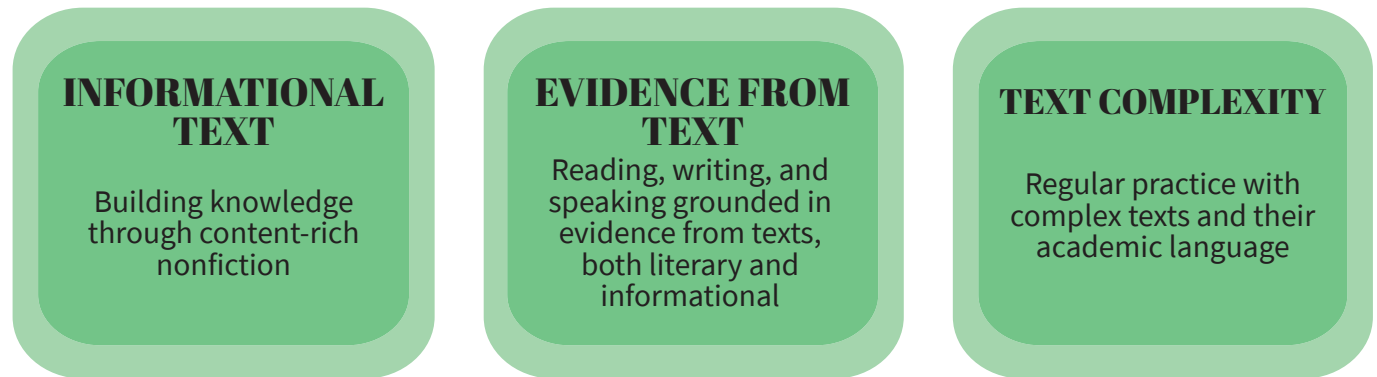 INFORMATIONAL
TEXT
Building knowledge
through content-rich
nonfiction
EVIDENCE FROM
TEXT
Reading, writing, and
speaking grounded in
evidence from texts,
both literary and
informational
TEXT COMPLEXITY
Regular practice with
complex texts and their
academic language